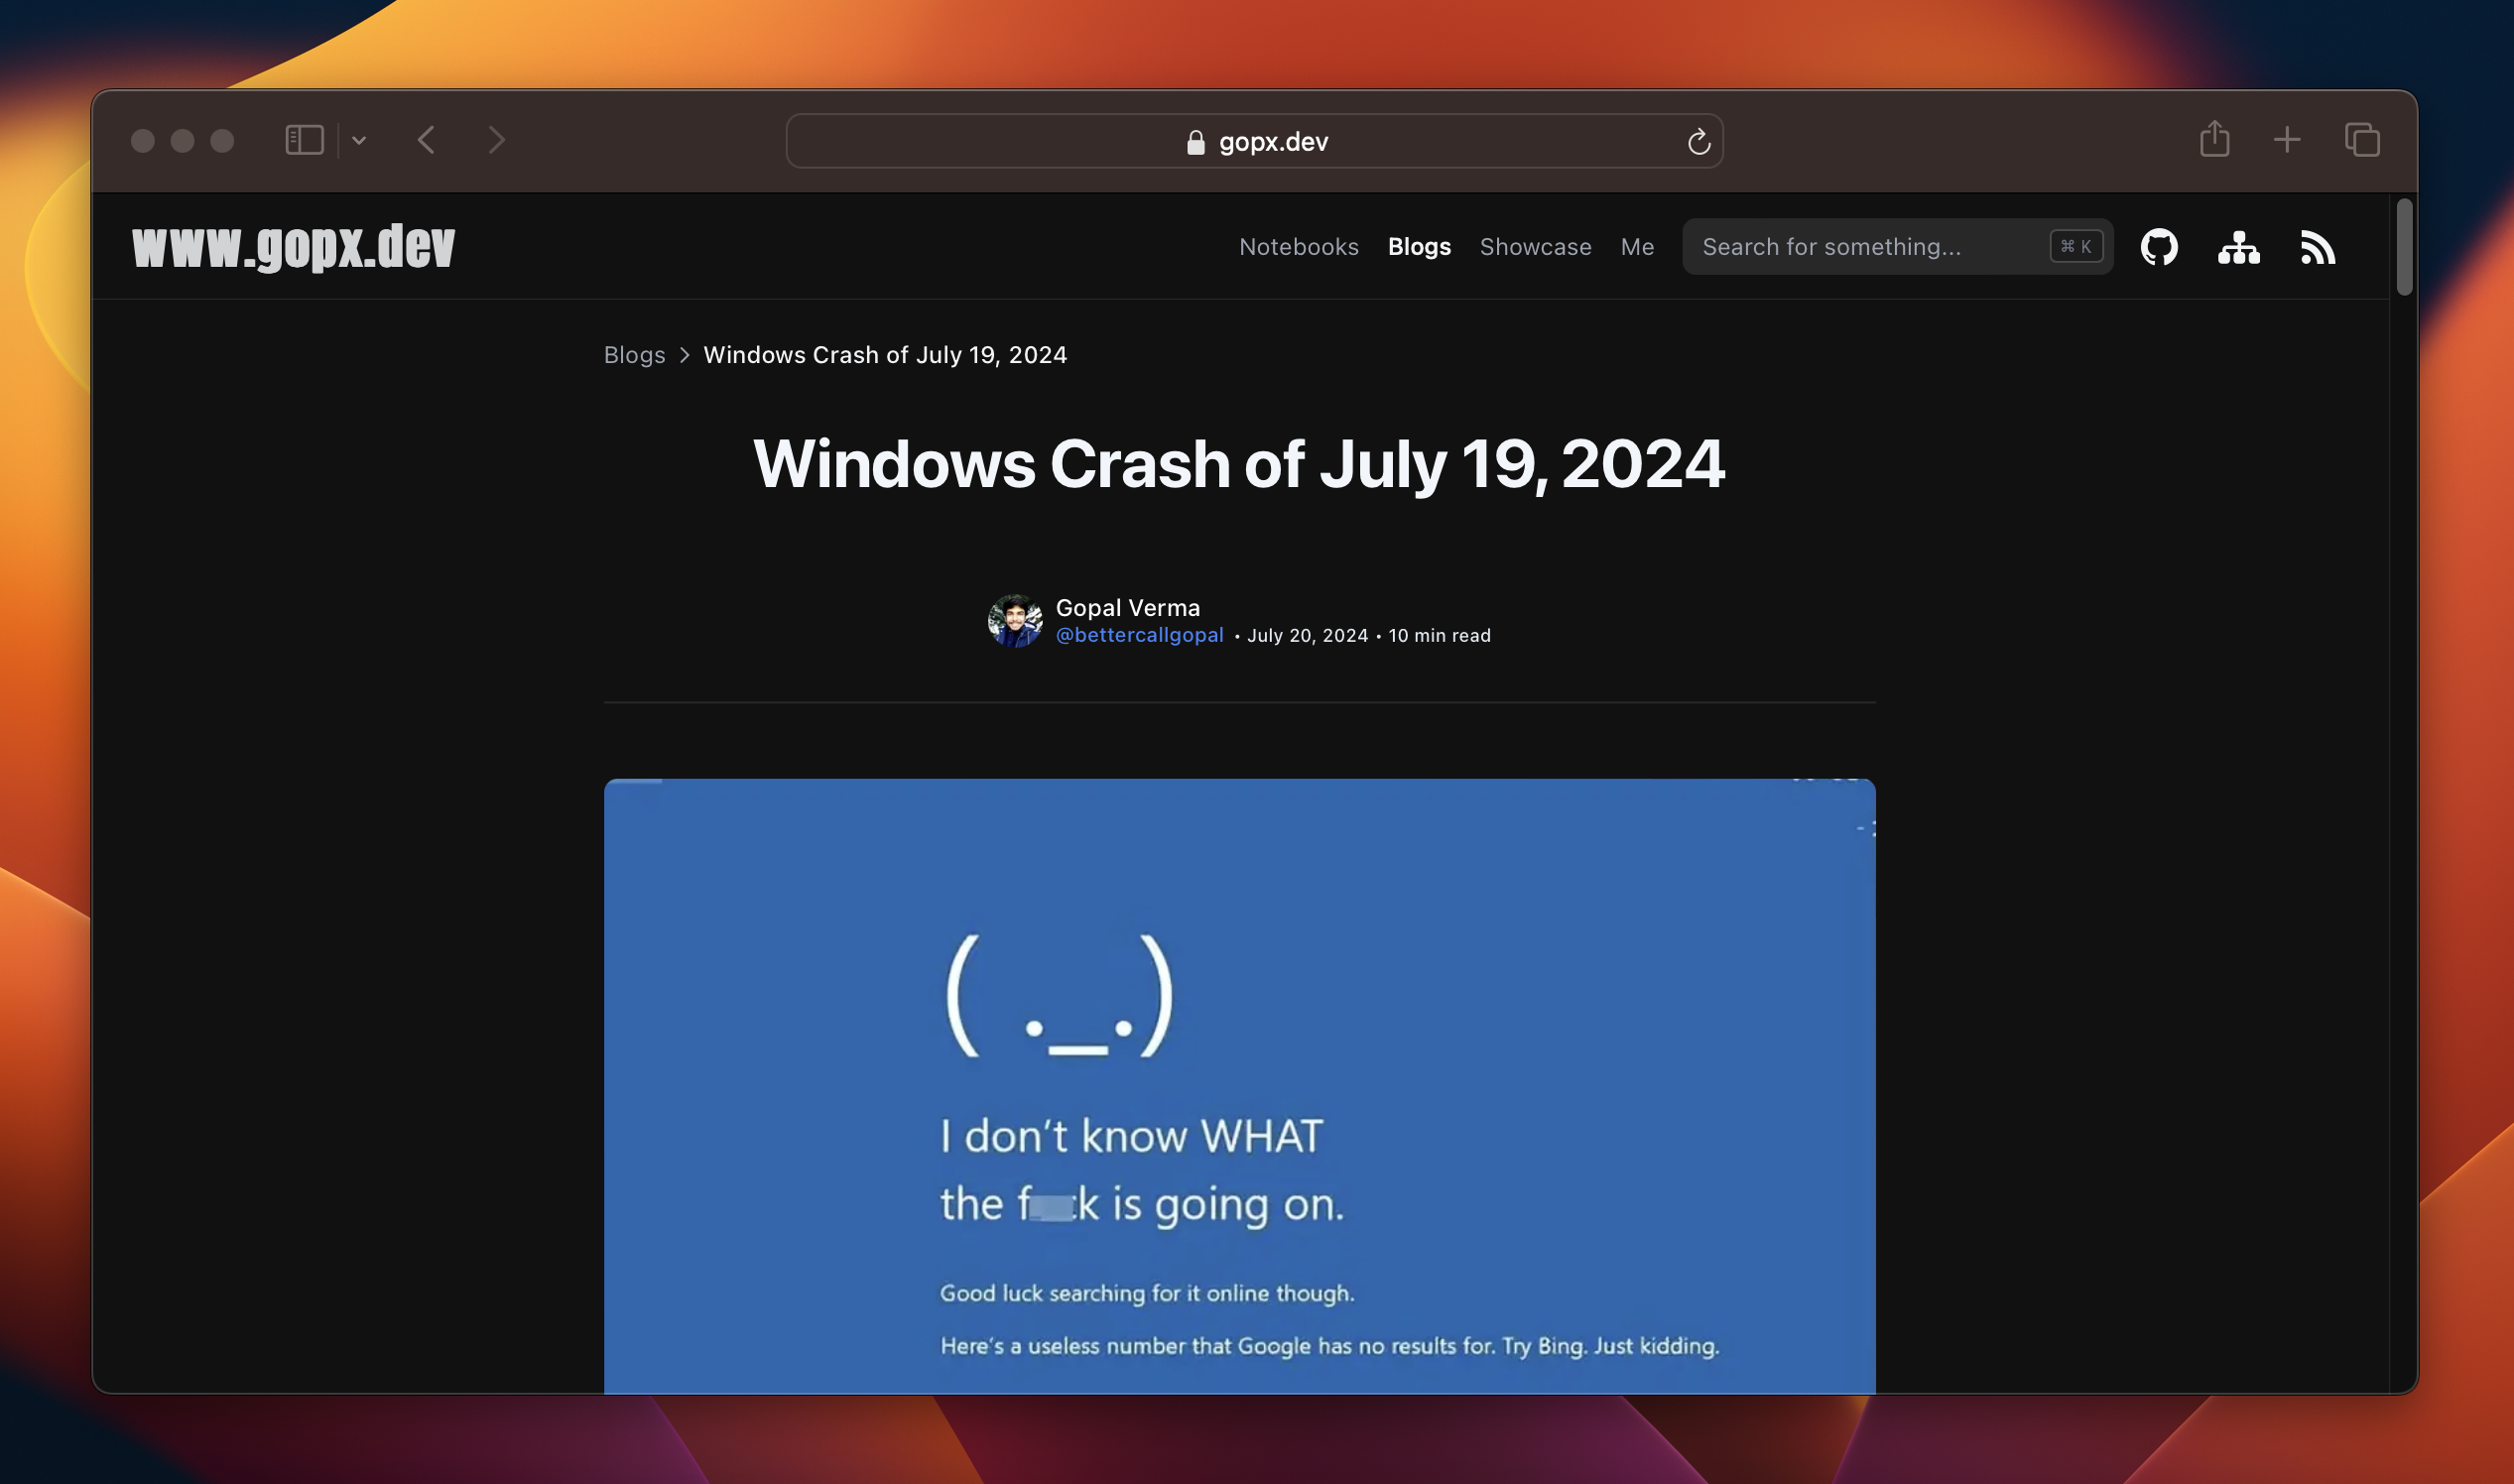 gopx.dev
www.gopx.dev
Notebooks Blogs Showcase Me Search for something... ⌘ K
Blogs > Windows Crash of July 19, 2024
Windows Crash of July 19, 2024
Gopal Verma
@bettercallgopal • July 20, 2024 • 10 min read
( ._.)
I don't know WHAT
the f k is going on.
Good luck searching for it online though.
Here's a useless number that Google has no results for. Try Bing. Just kidding.